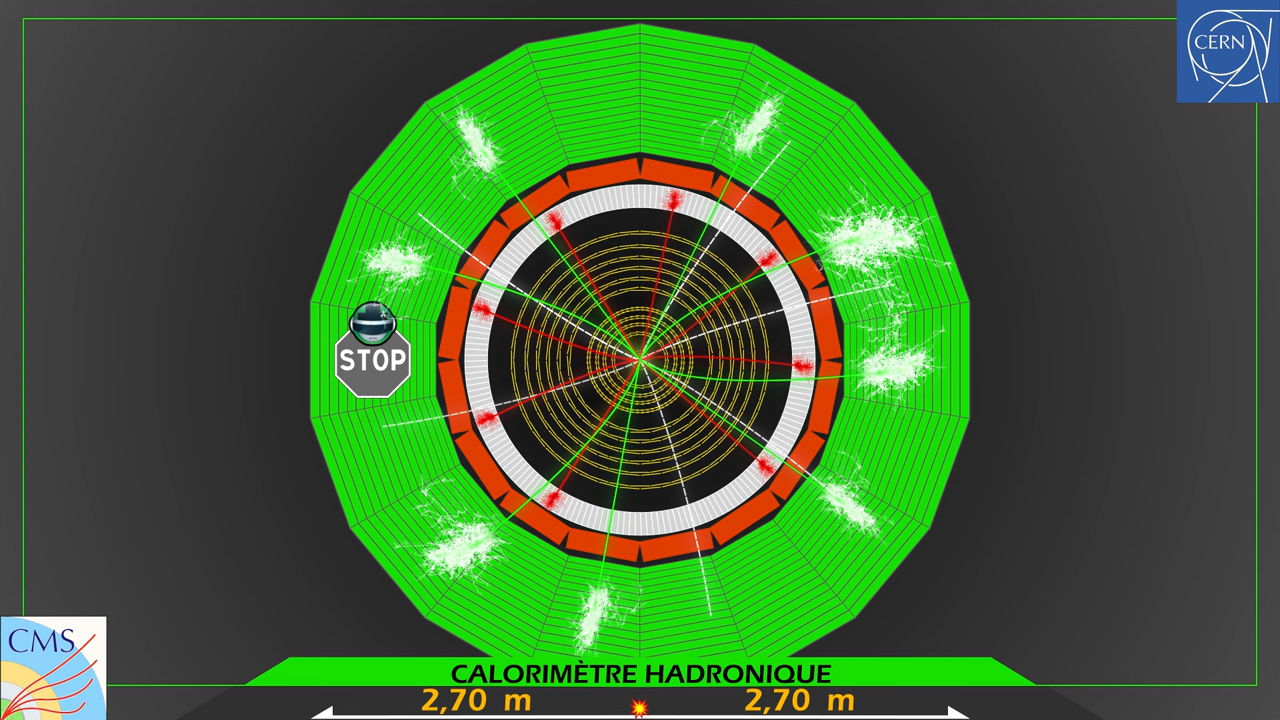 CERN
STOP
CMS
CALORIMÈTRE HADRONIQUE
2,70 m 2,70 m